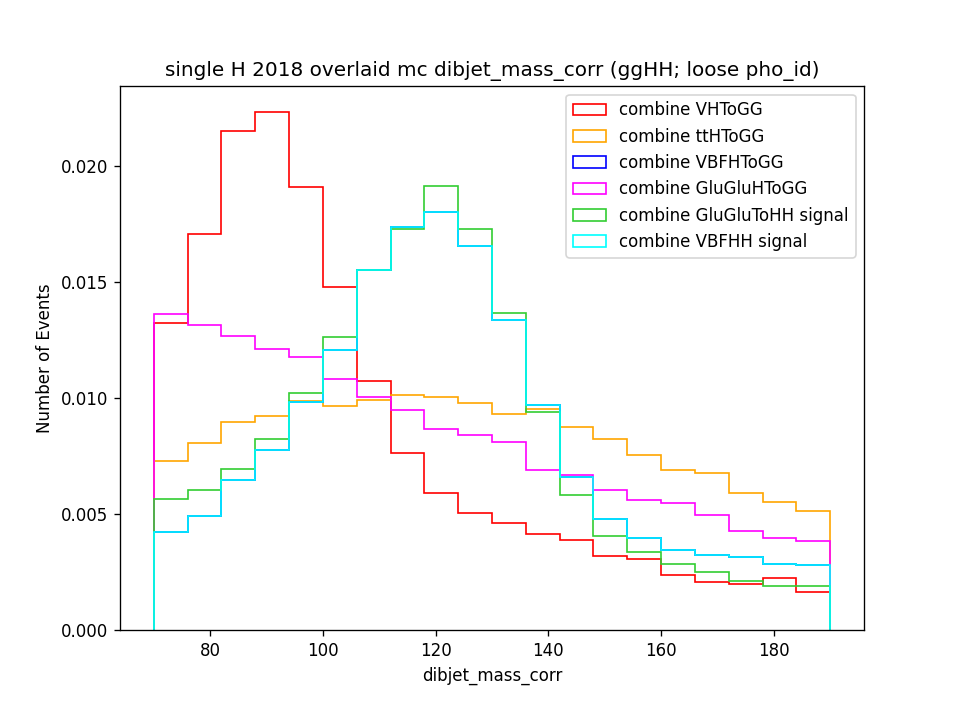 single H 2018 overlaid mc dibjet_mass_corr (ggHH; loose pho_id)
combine VHToGG
combine ttHToGG
combine VBFHToGG
combine GluGluHToGG
combine GluGluToHH signal
combine VBFHH signal
Number of Events
0.020
0.015
0.010
0.005
0.000
80 100 120 140 160 180
dibjet_mass_corr